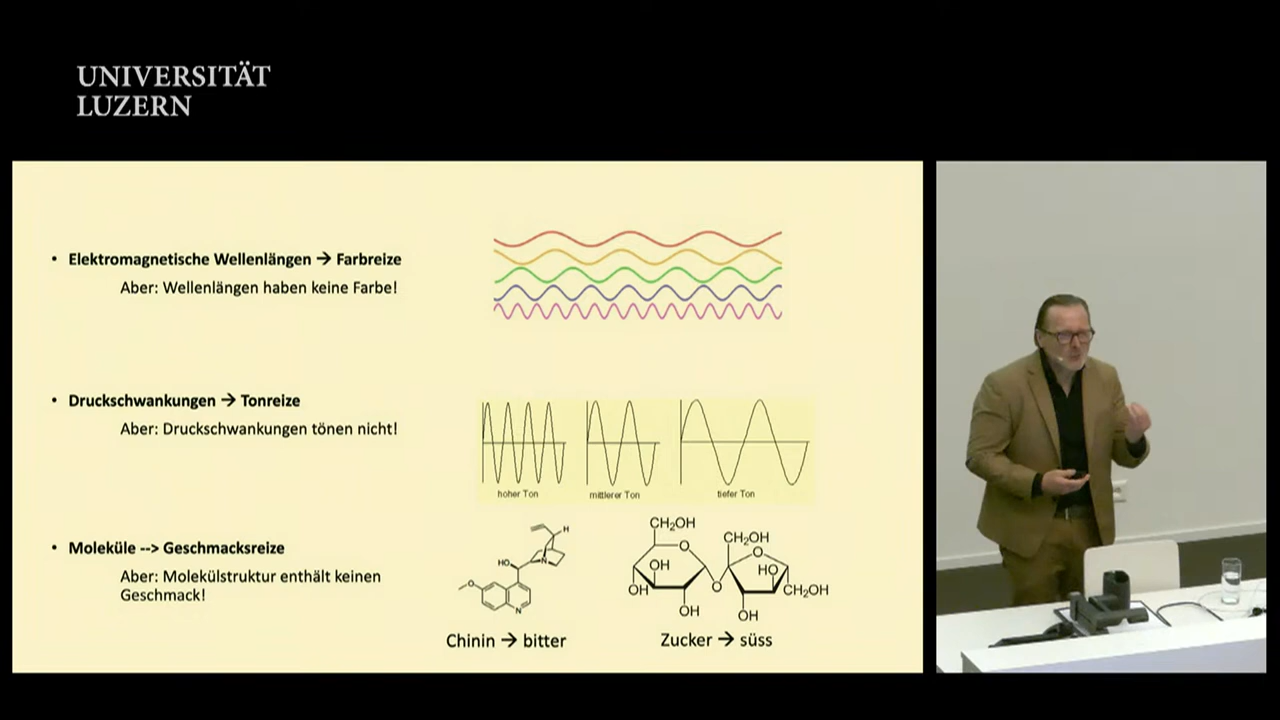 UNIVERSITÄT
LUZERN
• Elektromagnetische Wellenlängen → Farbreize
Aber: Wellenlängen haben keine Farbe!
• Druckschwankungen → Tonreize
Aber: Druckschwankungen tönen nicht!
hoher Ton
mittlerer Ton
tiefer Ton
• Moleküle --> Geschmacksreize
Aber: Molekülstruktur enthält keinen
Geschmack!
H
N
HO
O
N
Chinin → bitter
CH₂OH
O
OH
OH
OH
O
CH₂OH
O
HO
CH₂OH
OH
Zucker → süss